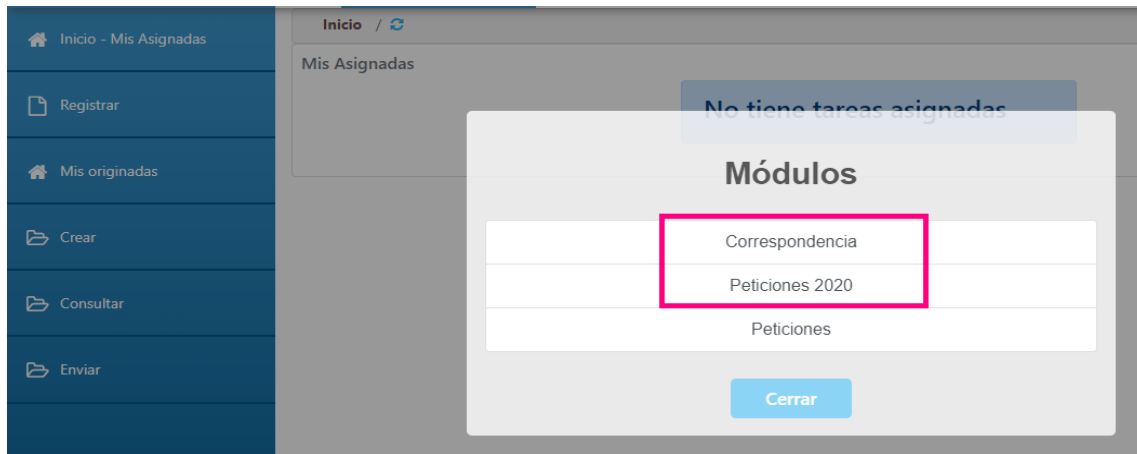 Inicio - Mis Asignadas
Registrar
Mis originadas
Crear
Consultar
Enviar
Inicio /
Mis Asignadas
No tiene tareas asignadas
Módulos
Correspondencia
Peticiones 2020
Peticiones
Cerrar